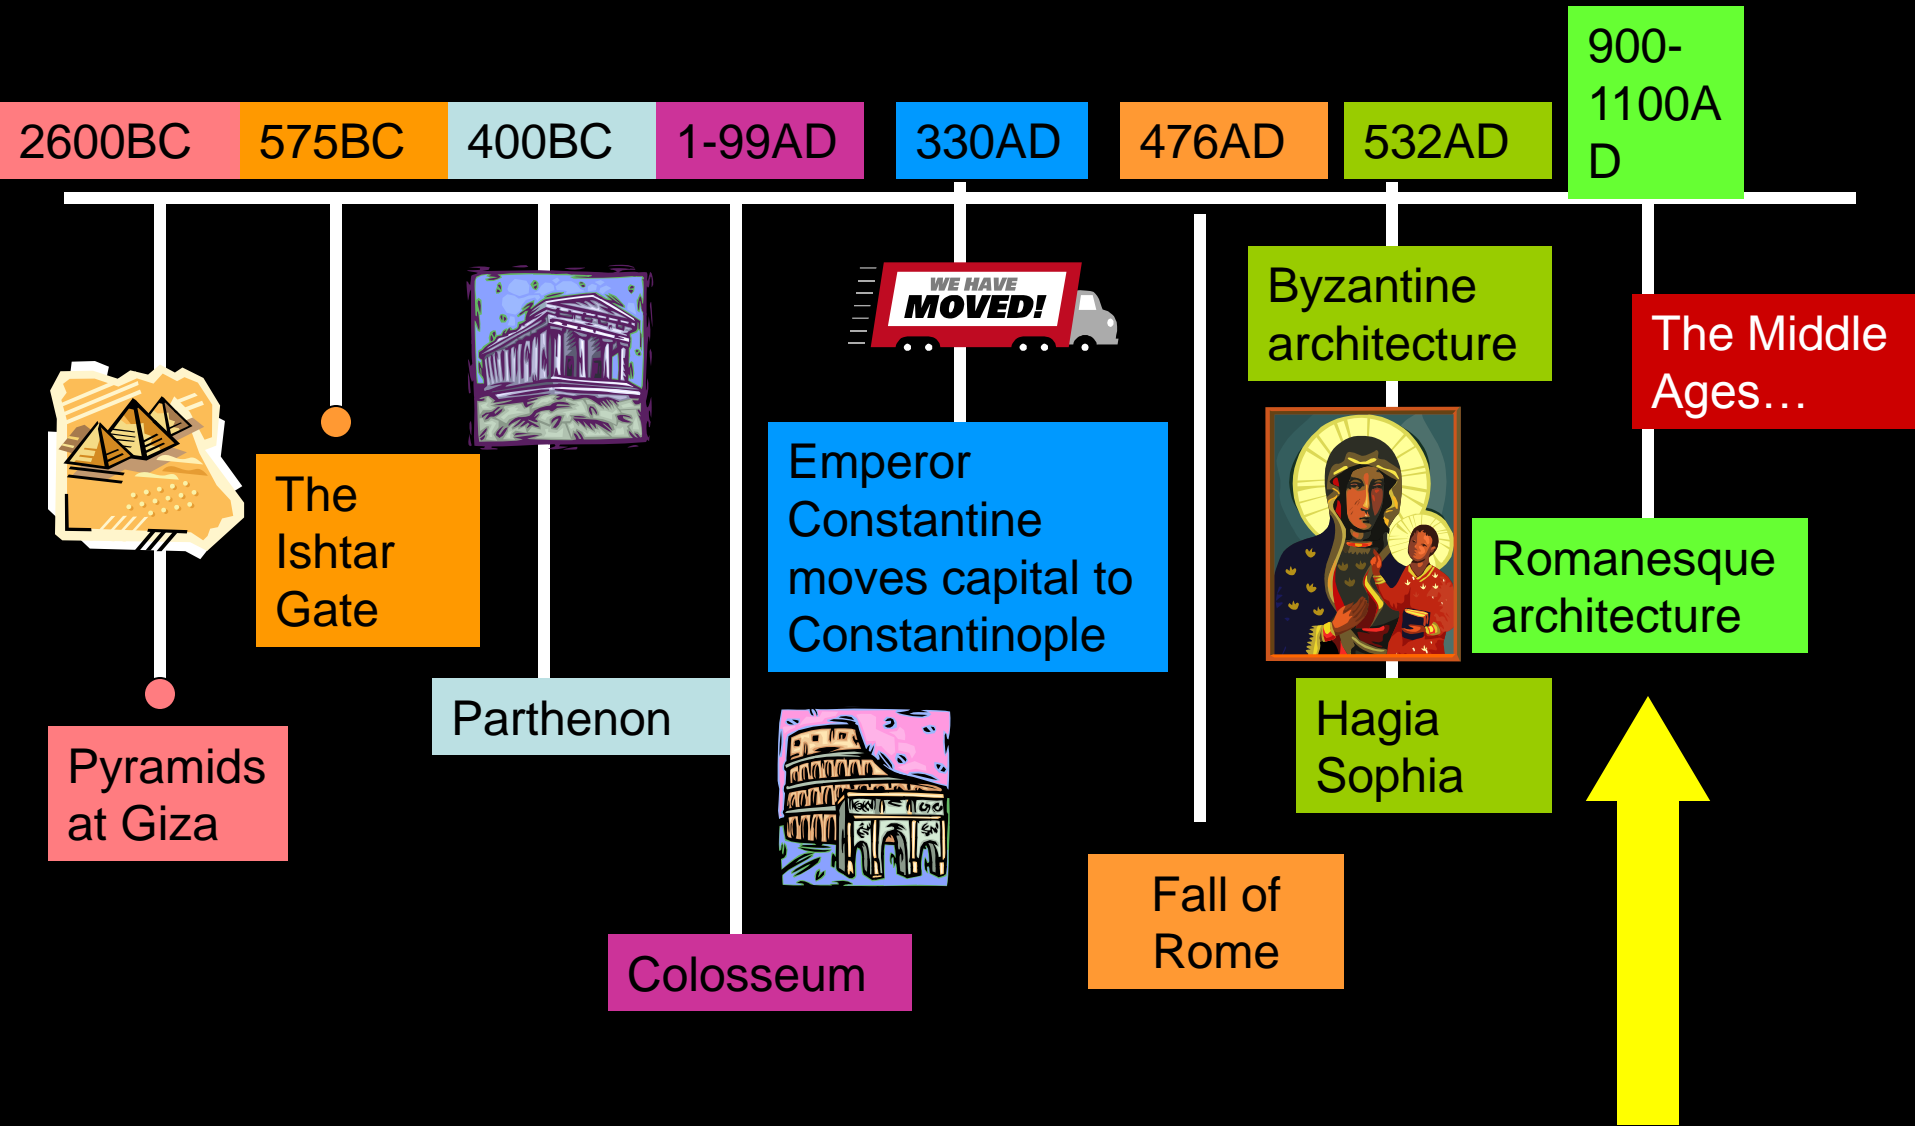 2600BC
575BC
400BC
1-99AD
330AD
476AD
532AD
900-
1100A
D
WE HAVE
MOVED!
Byzantine
architecture
The Middle
Ages…
The
Ishtar
Gate
Emperor
Constantine
moves capital to
Constantinople
Romanesque
architecture
Parthenon
Hagia
Sophia
Pyramids
at Giza
Fall of
Rome
Colosseum